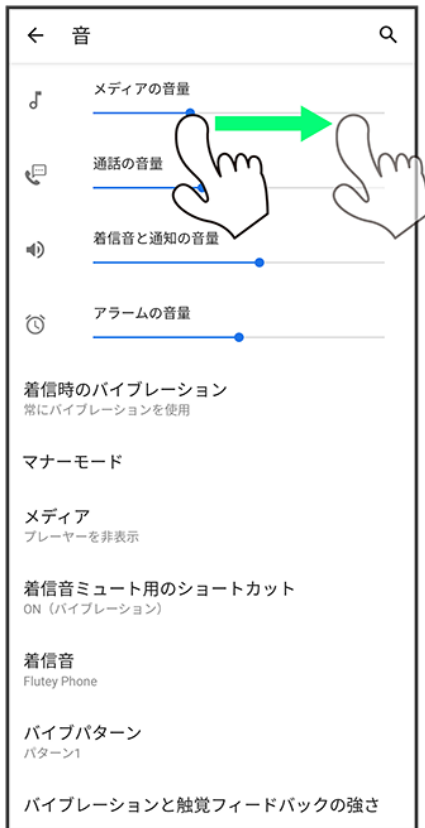 音
メディアの音量
通話の音量
着信音と通知の音量
アラームの音量
着信時のバイブレーション
常にバイブレーションを使用
マナーモード
メディア
プレーヤーを非表示
着信音ミュート用のショートカット
ON（バイブレーション）
着信音
Flutey Phone
バイブパターン
パターン1
バイブレーションと触覚フィードバックの強さ